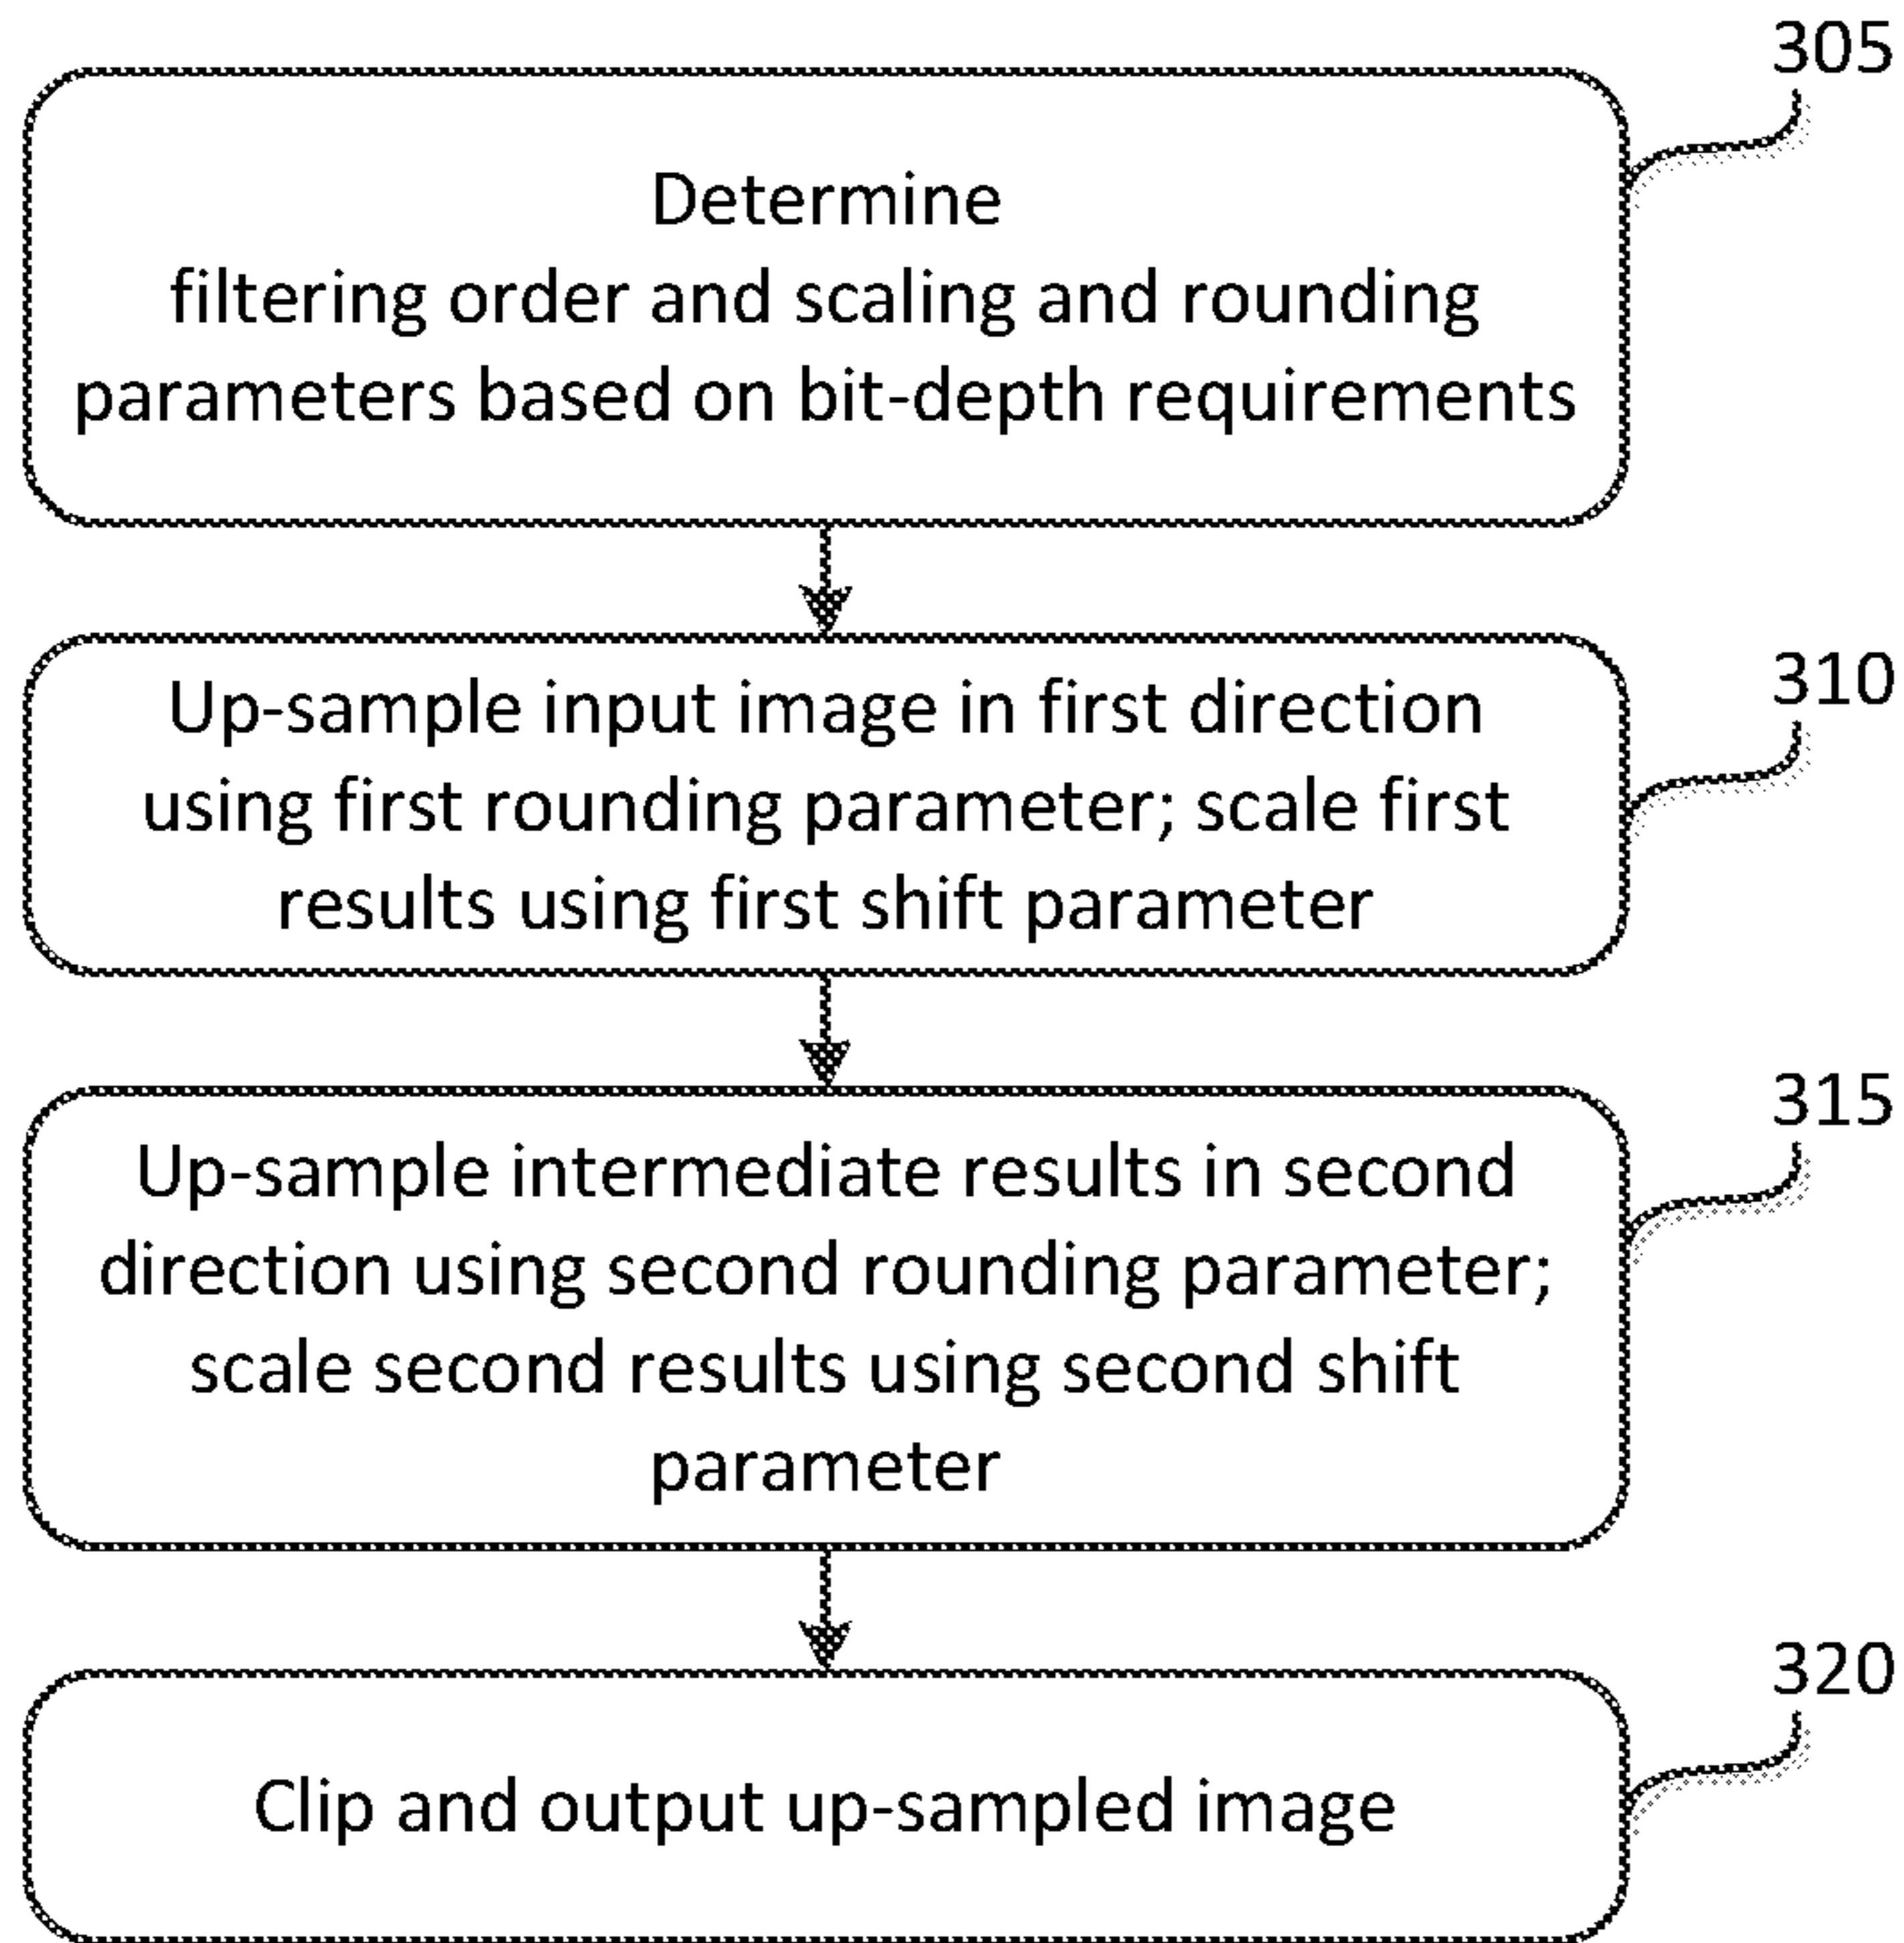 305
Determine
filtering order and scaling and rounding
parameters based on bit-depth requirements
310
Up-sample input image in first direction
using first rounding parameter; scale first
results using first shift parameter
315
Up-sample intermediate results in second
direction using second rounding parameter;
scale second results using second shift
parameter
320
Clip and output up-sampled image